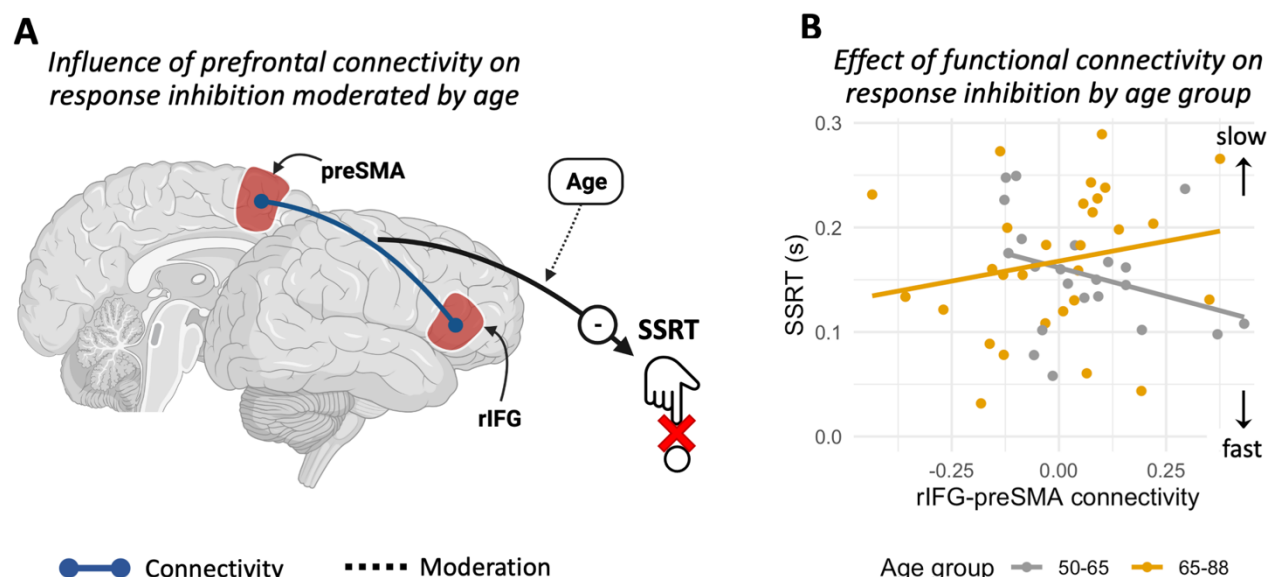 A
Influence of prefrontal connectivity on
response inhibition moderated by age
preSMA
Age
-
SSRT
rIFG
Connectivity
Moderation
B
Effect of functional connectivity on
response inhibition by age group
0.3
0.2
0.1
0.0
SSRT (s)
slow
fast
-0.25 0.00 0.25
rIFG-preSMA connectivity
Age group 50-65 65-88